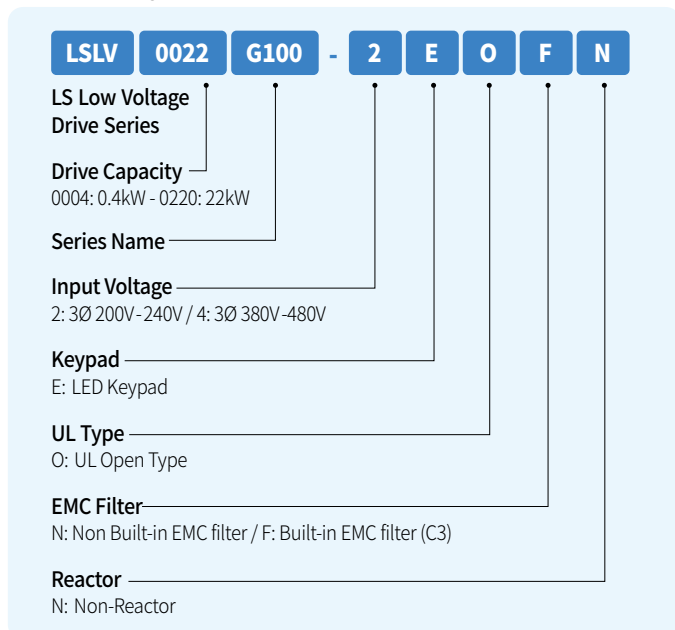 LSLV 0022 G100 - 2 E O F N
LS Low Voltage
Drive Series
Drive Capacity
0004: 0.4kW - 0220: 22kW
Series Name
Input Voltage
2: 3Ø 200V-240V / 4: 3Ø 380V-480V
Keypad
E: LED Keypad
UL Type
O: UL Open Type
EMC Filter
N: Non Built-in EMC filter / F: Built-in EMC filter (C3)
Reactor
N: Non-Reactor